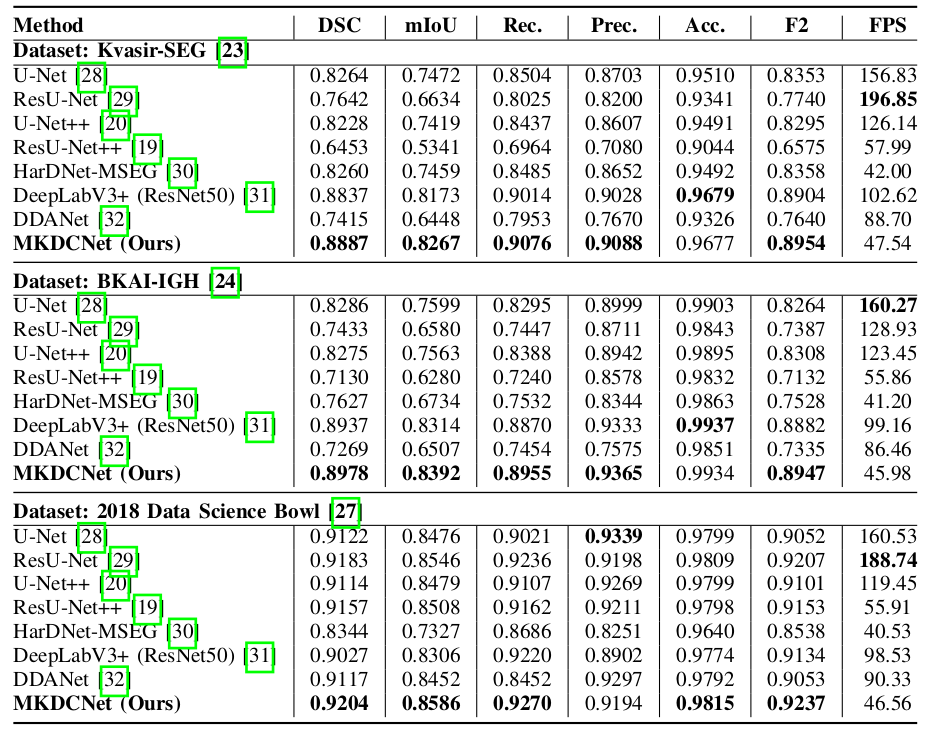 Method DSC mIoU Rec. Prec. Acc. F2 FPS
Dataset: Kvasir-SEG [23]
U-Net [28] 0.8264 0.7472 0.8504 0.8703 0.9510 0.8353 156.83
ResU-Net [29] 0.7642 0.6634 0.8025 0.8200 0.9341 0.7740 196.85
U-Net++ [20] 0.8228 0.7419 0.8437 0.8607 0.9491 0.8295 126.14
ResU-Net++ [19] 0.6453 0.5341 0.6964 0.7080 0.9044 0.6575 57.99
HarDNet-MSEG [30] 0.8260 0.7459 0.8485 0.8652 0.9492 0.8358 42.00
DeepLabV3+ (ResNet50) [31] 0.8837 0.8173 0.9014 0.9028 0.9679 0.8904 102.62
DDANet [32] 0.7415 0.6448 0.7953 0.7670 0.9326 0.7640 88.70
MKDCNet (Ours) 0.8887 0.8267 0.9076 0.9088 0.9677 0.8954 47.54
Dataset: BKAI-IGH [24]
U-Net [28] 0.8286 0.7599 0.8295 0.8999 0.9903 0.8264 160.27
ResU-Net [29] 0.7433 0.6580 0.7447 0.8711 0.9843 0.7387 128.93
U-Net++ [20] 0.8275 0.7563 0.8388 0.8942 0.9895 0.8308 123.45
ResU-Net++ [19] 0.7130 0.6280 0.7240 0.8578 0.9832 0.7132 55.86
HarDNet-MSEG [30] 0.7627 0.6734 0.7532 0.8344 0.9863 0.7528 41.20
DeepLabV3+ (ResNet50) [31] 0.8937 0.8314 0.8870 0.9333 0.9937 0.8882 99.16
DDANet [32] 0.7269 0.6507 0.7454 0.7575 0.9851 0.7335 86.46
MKDCNet (Ours) 0.8978 0.8392 0.8955 0.9365 0.9934 0.8947 45.98
Dataset: 2018 Data Science Bowl [27]
U-Net [28] 0.9122 0.8476 0.9021 0.9339 0.9799 0.9052 160.53
ResU-Net [29] 0.9183 0.8546 0.9236 0.9198 0.9809 0.9207 188.74
U-Net++ [20] 0.9114 0.8479 0.9107 0.9269 0.9799 0.9101 119.45
ResU-Net++ [19] 0.9157 0.8508 0.9162 0.9211 0.9798 0.9153 55.91
HarDNet-MSEG [30] 0.8344 0.7327 0.8686 0.8251 0.9640 0.8538 40.53
DeepLabV3+ (ResNet50) [31] 0.9027 0.8306 0.9220 0.8902 0.9774 0.9134 98.53
DDANet [32] 0.9117 0.8452 0.8452 0.9297 0.9792 0.9053 90.33
MKDCNet (Ours) 0.9204 0.8586 0.9270 0.9194 0.9815 0.9237 46.56